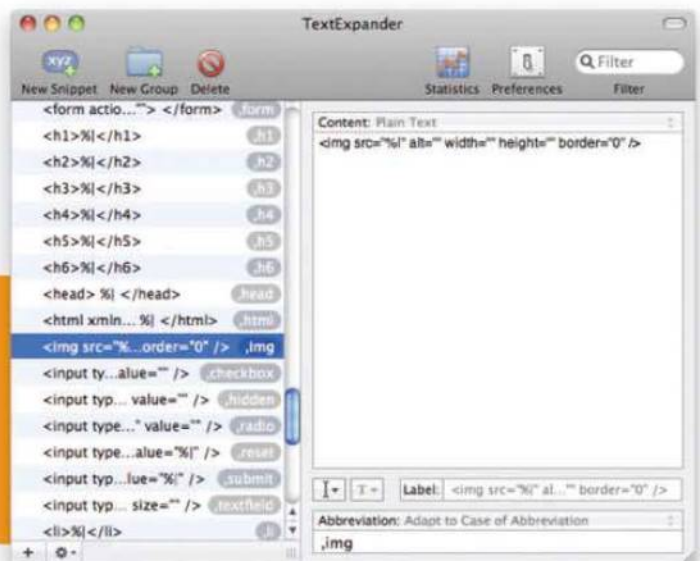 TextExpander
New Snippet New Group Delete Statistics Preferences Filter
Filter
xyz
<form actio...""> </form> ,form
<h1>%|</h1> ,h1
<h2>%|</h2> ,h2
<h3>%|</h3> ,h3
<h4>%|</h4> ,h4
<h5>%|</h5> ,h5
<h6>%|</h6> ,h6
<head> %| </head> ,head
<html xmln... %| </html> ,html
<img src="%...order="0" /> ,img
<input ty...alue="" /> ,checkbox
<input typ... value="" /> ,hidden
<input type..." value="" /> ,radio
<input type...alue="%|" /> ,reset
<input typ...lue="%|" /> ,submit
<input typ... size="" /> ,textfield
<li>%|</li> ,li
Content: Plain Text
<img src="%|" alt="" width="" height="" border="0" />
Label: <img src="%|" al..."" border="0" />
Abbreviation: Adapt to Case of Abbreviation
,img